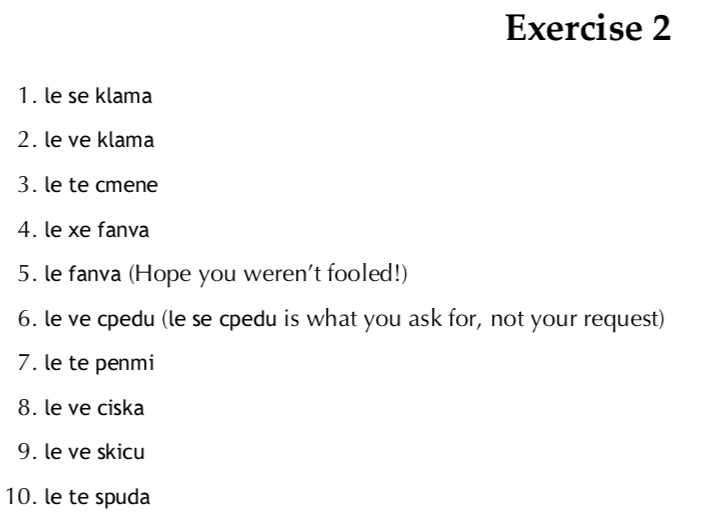 Exercise 2
1. le se klama
2. le ve klama
3. le te cmene
4. le xe fanva
5. le fanva (Hope you weren’t fooled!)
6. le ve cpedu (le se cpedu is what you ask for, not your request)
7. le te penmi
8. le ve ciska
9. le ve skicu
10. le te spuda